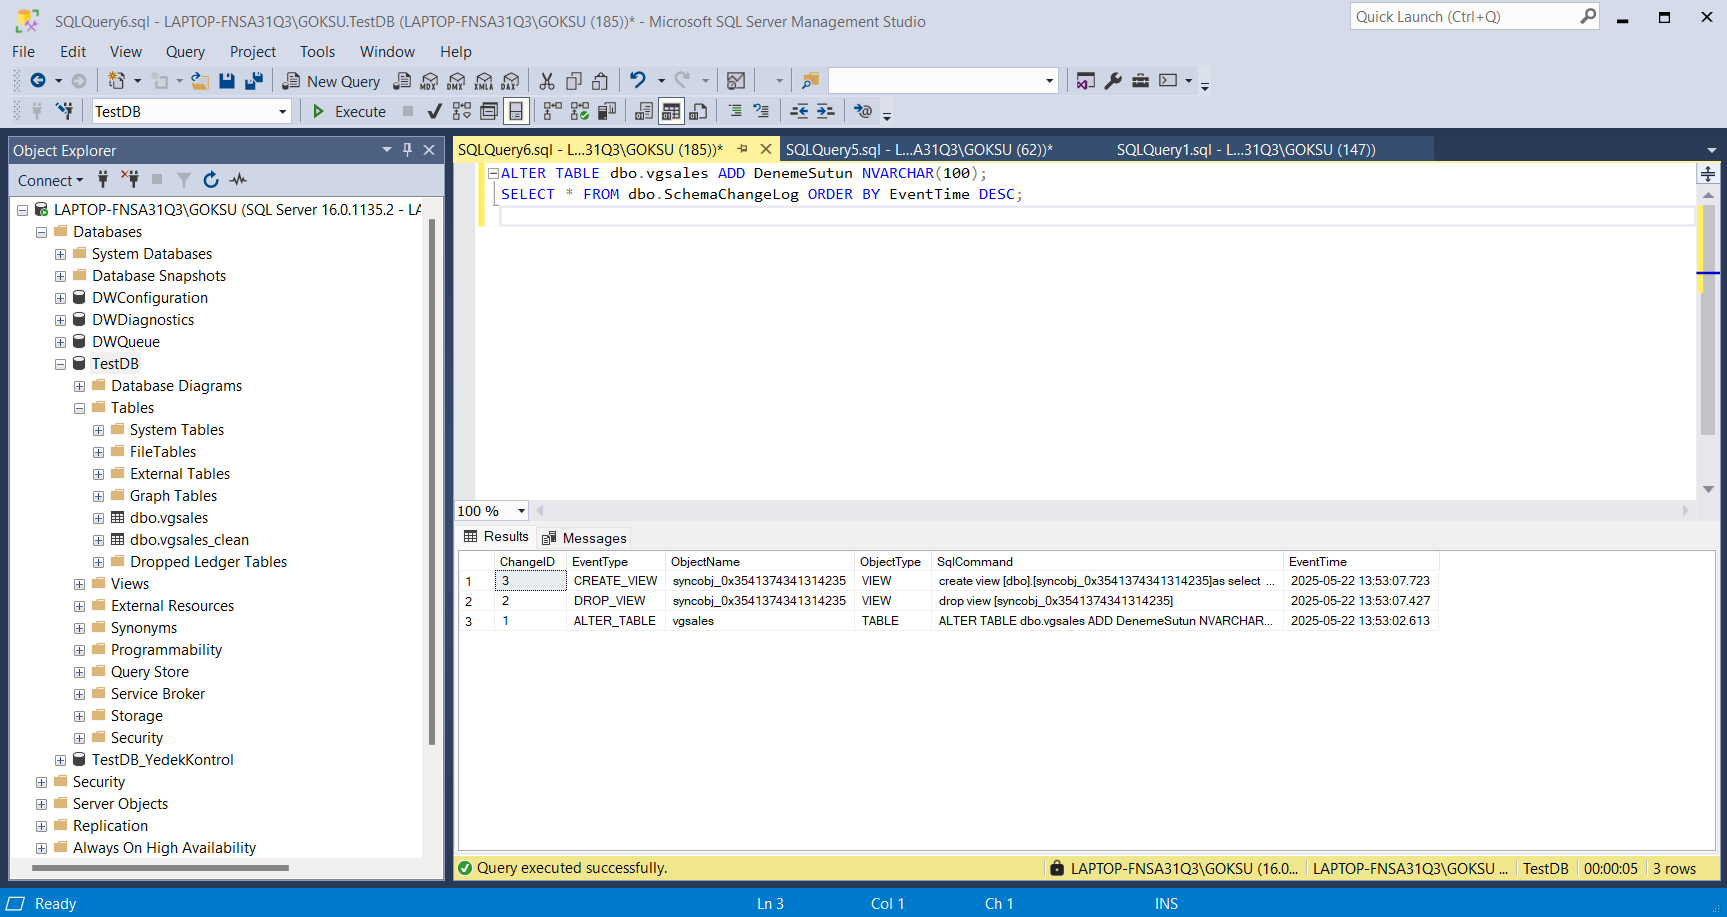 SQLQuery6.sql - LAPTOP-FNSA31Q3\GOKSU.TestDB (LAPTOP-FNSA31Q3\GOKSU (185))* - Microsoft SQL Server Management Studio
Quick Launch (Ctrl+Q)
File Edit View Query Project Tools Window Help
New Query MDX DMX XMLA DAX
TestDB Execute
Object Explorer
Connect
LAPTOP-FNSA31Q3\GOKSU (SQL Server 16.0.1135.2 - LA
Databases
System Databases
Database Snapshots
DWConfiguration
DWDiagnostics
DWQueue
TestDB
Database Diagrams
Tables
System Tables
FileTables
External Tables
Graph Tables
dbo.vgsales
dbo.vgsales_clean
Dropped Ledger Tables
Views
External Resources
Synonyms
Programmability
Query Store
Service Broker
Storage
Security
TestDB_YedekKontrol
Security
Server Objects
Replication
Always On High Availability
SQLQuery6.sql - L...31Q3\GOKSU (185))* SQLQuery5.sql - L...A31Q3\GOKSU (62))* SQLQuery1.sql - L...31Q3\GOKSU (147))
ALTER TABLE dbo.vgsales ADD DenemeSutun NVARCHAR(100);
SELECT * FROM dbo.SchemaChangeLog ORDER BY EventTime DESC;
100 %
Results Messages
ChangeID EventType ObjectName ObjectType SqlCommand EventTime
1 3 CREATE_VIEW syncobj_0x3541374341314235 VIEW create view [dbo].[syncobj_0x3541374341314235]as select ... 2025-05-22 13:53:07.723
2 2 DROP_VIEW syncobj_0x3541374341314235 VIEW drop view [syncobj_0x3541374341314235] 2025-05-22 13:53:07.427
3 1 ALTER_TABLE vgsales TABLE ALTER TABLE dbo.vgsales ADD DenemeSutun NVARCHAR... 2025-05-22 13:53:02.613
Query executed successfully. LAPTOP-FNSA31Q3\GOKSU (16.0... LAPTOP-FNSA31Q3\GOKSU ... TestDB 00:00:05 3 rows
Ready Ln 3 Col 1 Ch 1 INS